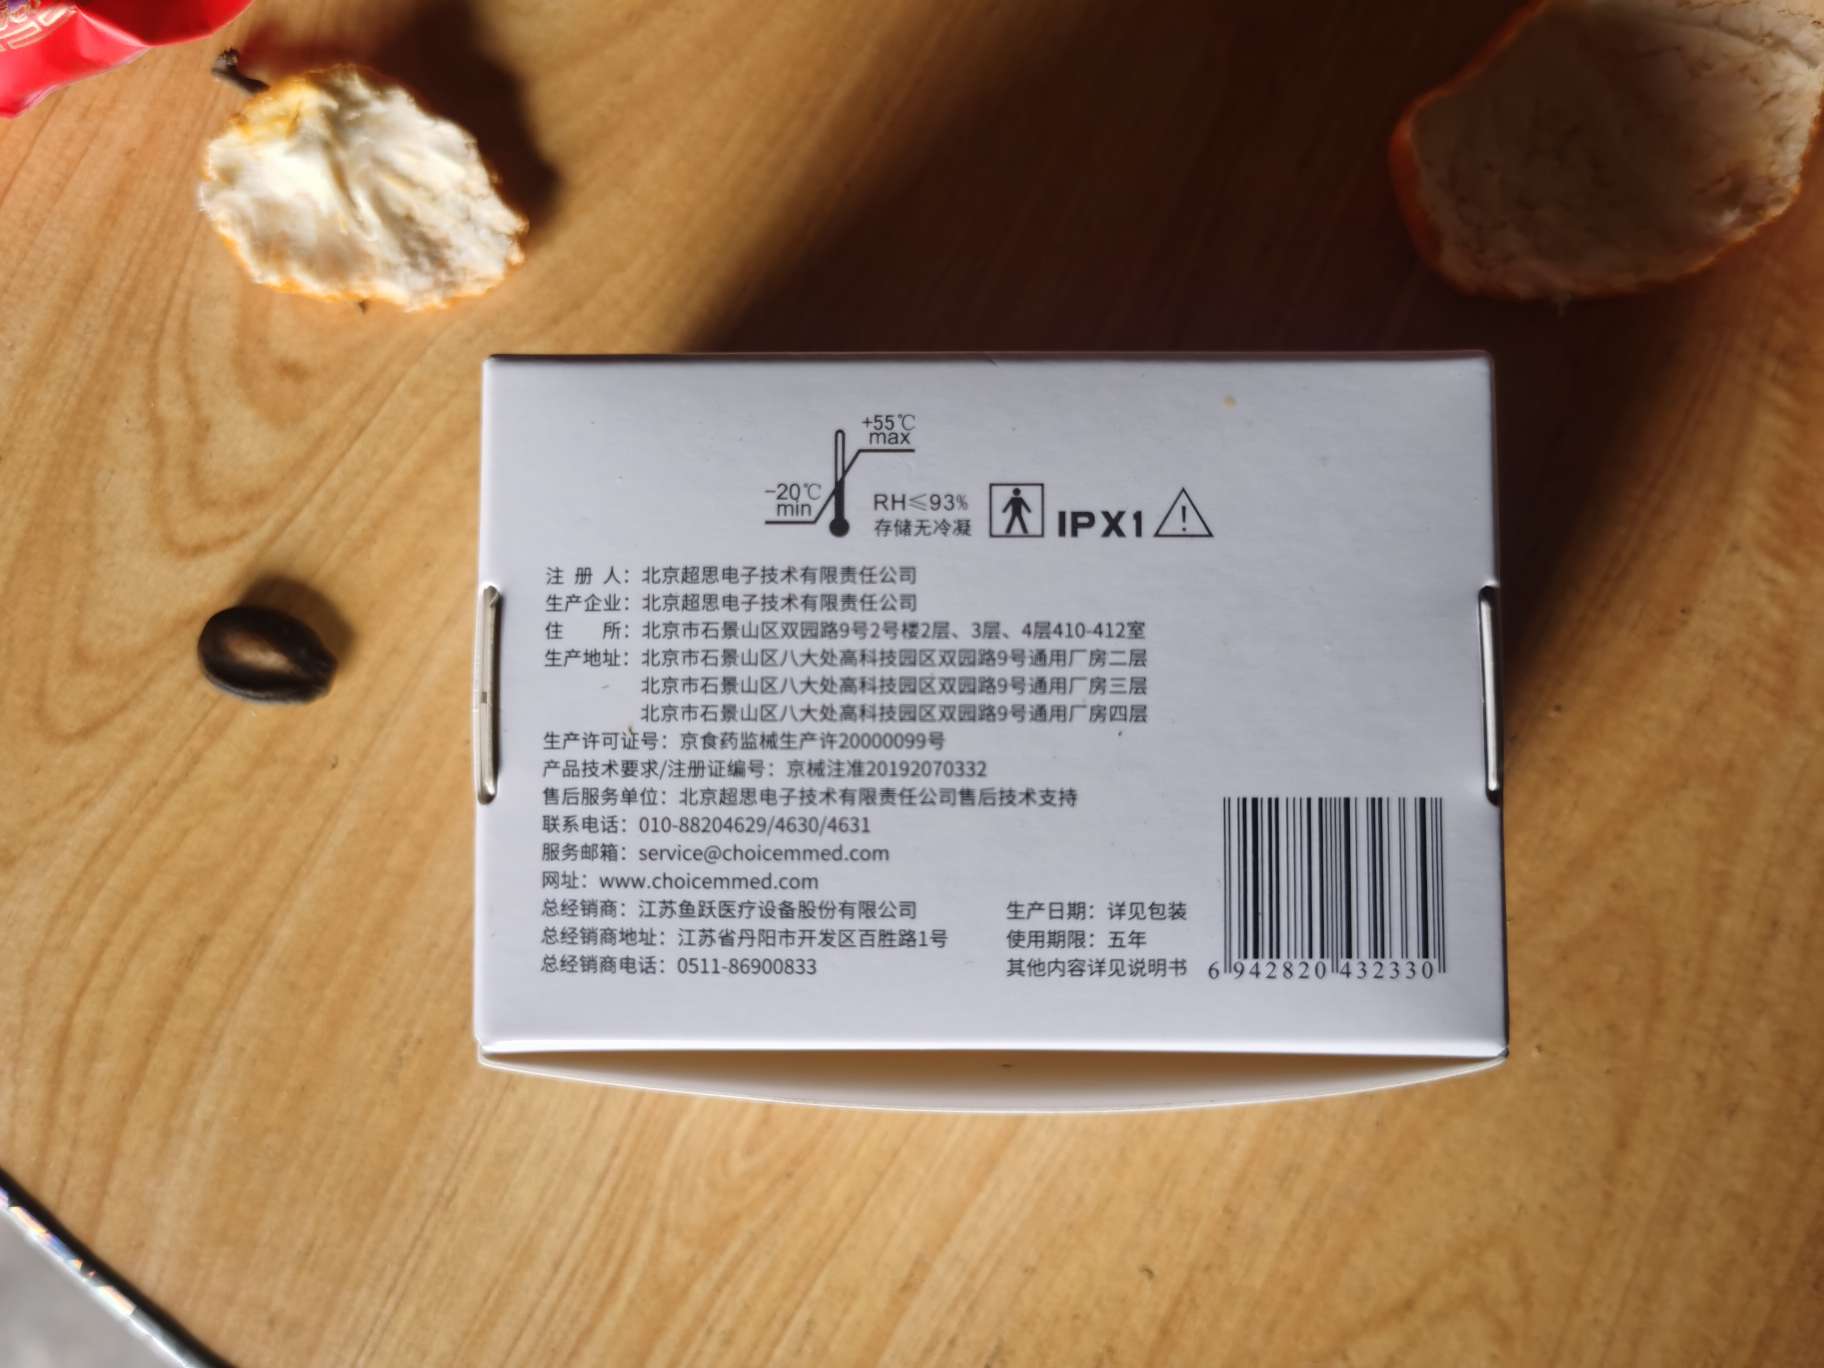 +55℃
max
-20℃
min
RH≤93%
存储无冷凝
IPX1
注 册 人：北京超思电子技术有限责任公司
生产企业：北京超思电子技术有限责任公司
住 所：北京市石景山区双园路9号2号楼2层、3层、4层410-412室
生产地址：北京市石景山区八大处高科技园区双园路9号通用厂房二层
北京市石景山区八大处高科技园区双园路9号通用厂房三层
北京市石景山区八大处高科技园区双园路9号通用厂房四层
生产许可证号：京食药监械生产许20000099号
产品技术要求/注册证编号：京械注准20192070332
售后服务单位：北京超思电子技术有限责任公司售后技术支持
联系电话：010-88204629/4630/4631
服务邮箱：service@choicemmed.com
网址：www.choicemmed.com
总经销商：江苏鱼跃医疗设备股份有限公司
总经销商地址：江苏省丹阳市开发区百胜路1号
总经销商电话：0511-86900833
生产日期：详见包装
使用期限：五年
其他内容详见说明书
6 942820 432330